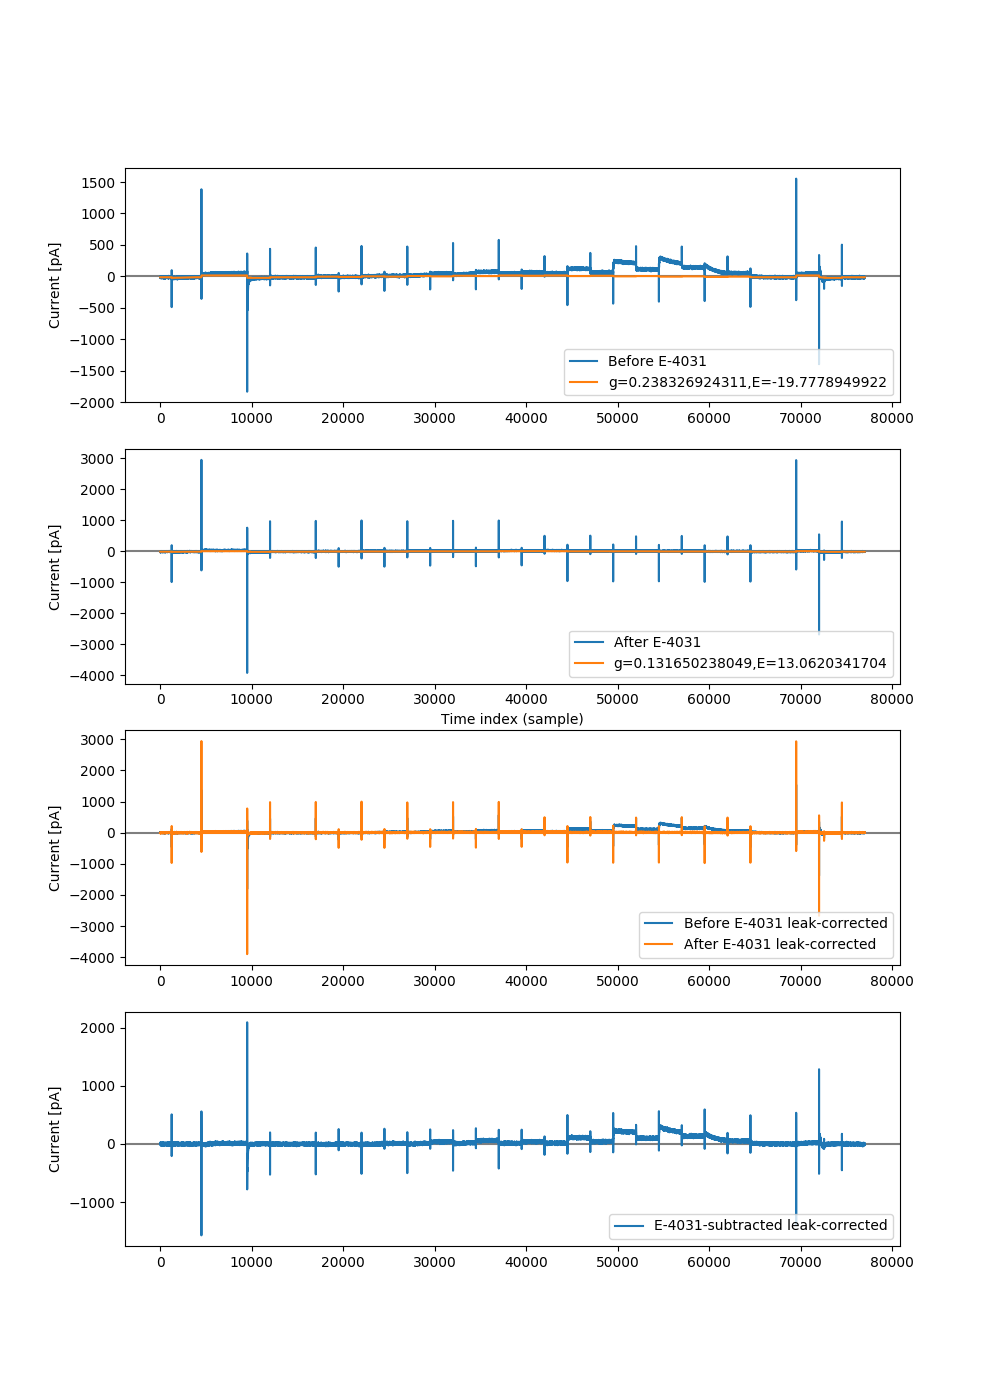 1500
1000
500
0
−500
−1000
−1500
−2000
Current [pA]
Before E-4031
g=0.238326924311,E=-19.7778949922
0 10000 20000 30000 40000 50000 60000 70000 80000
3000
2000
1000
0
−1000
−2000
−3000
−4000
Current [pA]
After E-4031
g=0.131650238049,E=13.0620341704
0 10000 20000 30000 40000 50000 60000 70000 80000
Time index (sample)
3000
2000
1000
0
−1000
−2000
−3000
−4000
Current [pA]
Before E-4031 leak-corrected
After E-4031 leak-corrected
0 10000 20000 30000 40000 50000 60000 70000 80000
2000
1000
0
−1000
Current [pA]
E-4031-subtracted leak-corrected
0 10000 20000 30000 40000 50000 60000 70000 80000